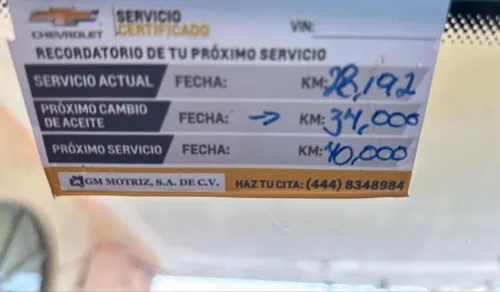 CHEVROLET
SERVICIO
CERTIFICADO
VIN:
RECORDATORIO DE TU PRÓXIMO SERVICIO
SERVICIO ACTUAL FECHA: KM: 28,192
PRÓXIMO CAMBIO
DE ACEITE FECHA: → KM: 34,000
PRÓXIMO SERVICIO FECHA: KM: 40,000
GM MOTRIZ, S.A. DE C.V. HAZ TU CITA: (444) 8348984